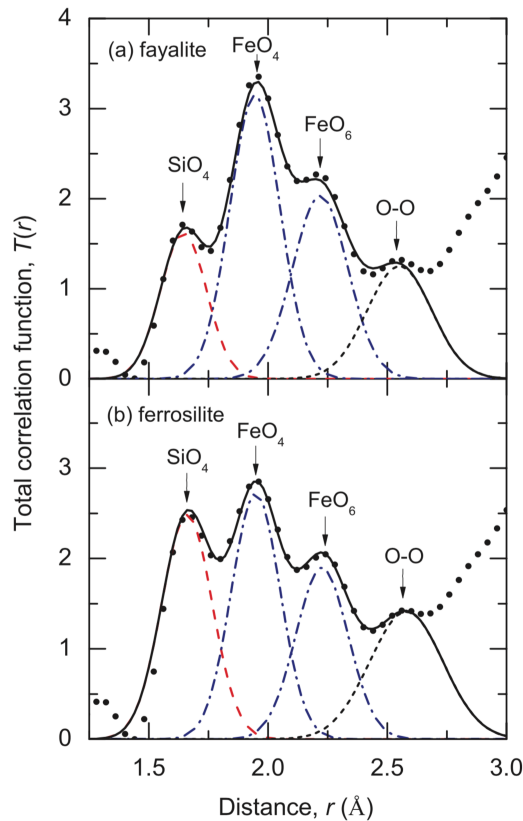 4
(a) fayalite
FeO₄
3
FeO₆
SiO₄
2
O-O
1
0
Total correlation function, T(r)
(b) ferrosilite
FeO₄
SiO₄
3
FeO₆
O-O
2
1
0
1.5 2.0 2.5 3.0
Distance, r (Å)